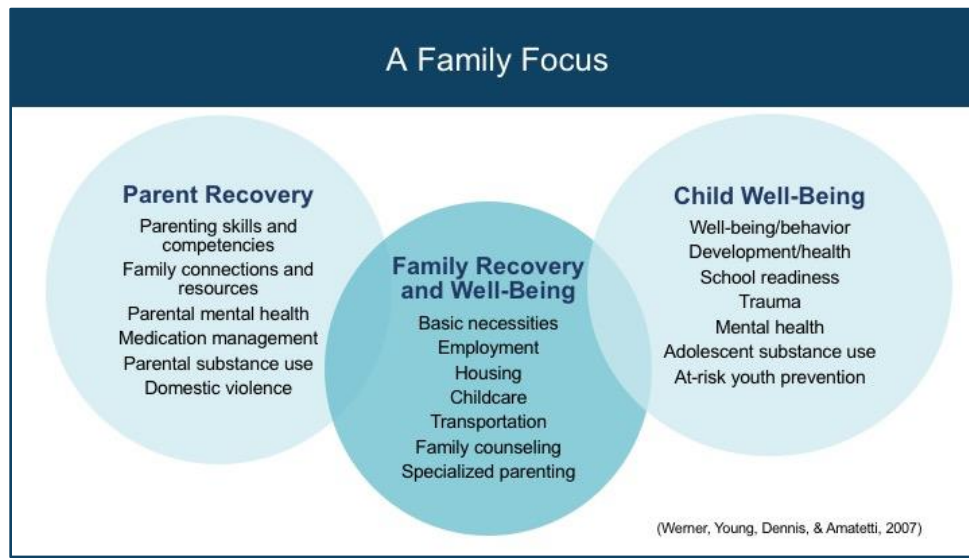 A Family Focus
Parent Recovery
Parenting skills and
competencies
Family connections and
resources
Parental mental health
Medication management
Parental substance use
Domestic violence
Family Recovery
and Well-Being
Basic necessities
Employment
Housing
Childcare
Transportation
Family counseling
Specialized parenting
Child Well-Being
Well-being/behavior
Development/health
School readiness
Trauma
Mental health
Adolescent substance use
At-risk youth prevention
(Werner, Young, Dennis, & Amatetti, 2007)